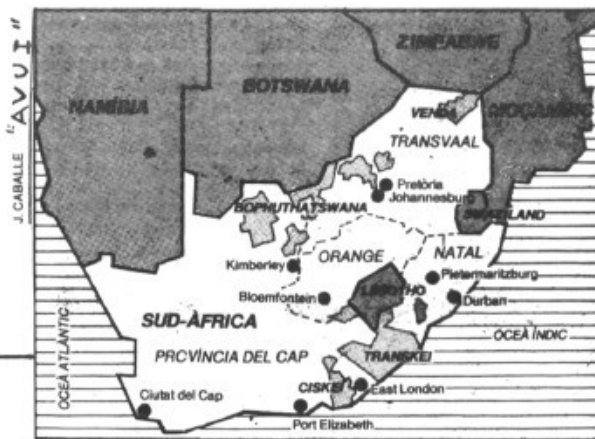 ZIMBABWE
BOTSWANA
NAMÍBIA
MOÇAMBIC
VENDA
TRANSVAAL
Pretòria
Johannesburg
BOPHUTHATSWANA
SWAZILAND
ORANGE
NATAL
Kimberley
Pietermaritzburg
LESOTHO
Bloemfontein
Durban
SUD-ÀFRICA
OCEÀ ÍNDIC
PROVÍNCIA DEL CAP
TRANSKEI
OCEÀ ATLÀNTIC
CISKEI
East London
Ciutat del Cap
Port Elizabeth
J. CABALLE "AVUI"